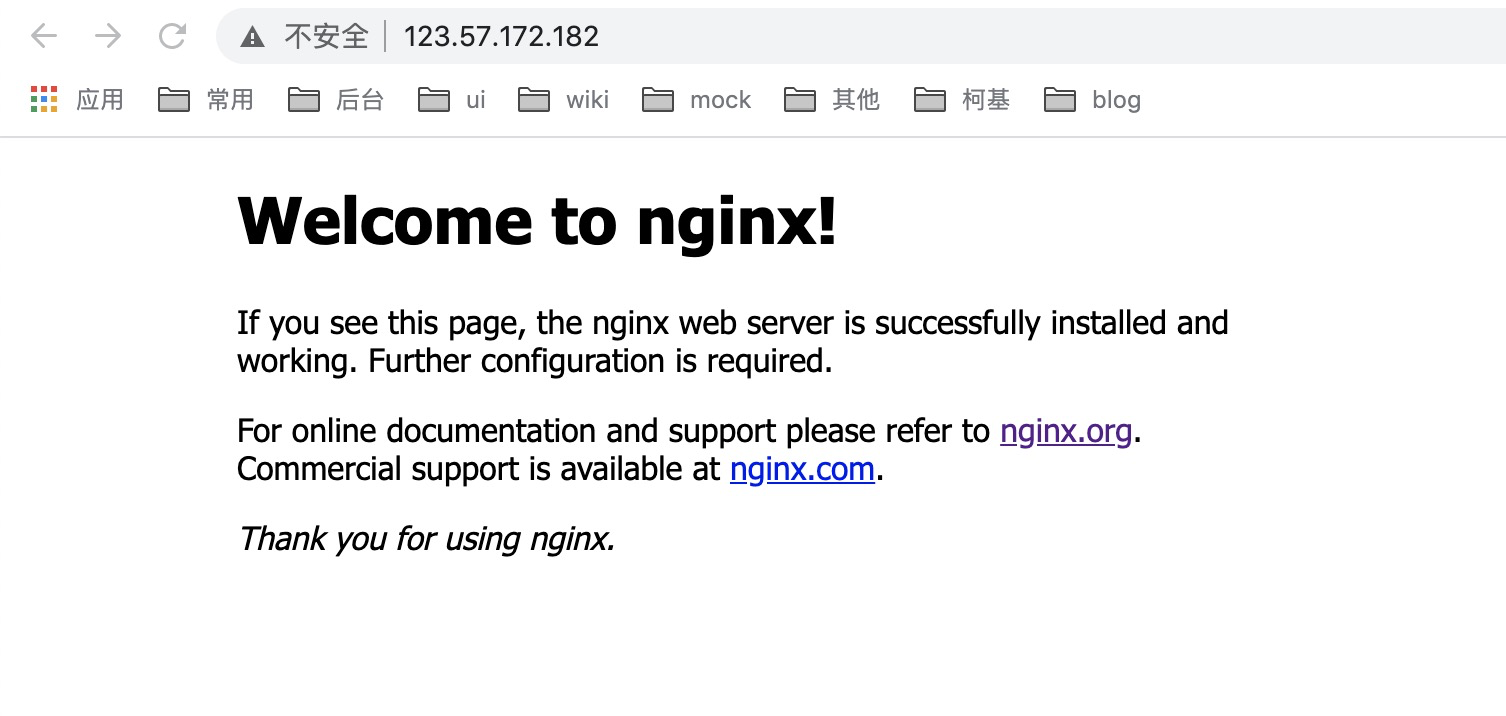 不安全 123.57.172.182
应用 常用 后台 ui wiki mock 其他 柯基 blog
Welcome to nginx!
If you see this page, the nginx web server is successfully installed and
working. Further configuration is required.
For online documentation and support please refer to nginx.org.
Commercial support is available at nginx.com.
Thank you for using nginx.